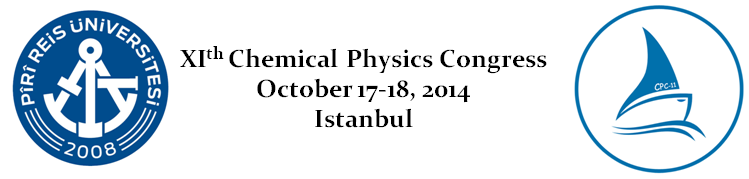 PÎRÎ REİS ÜNİVERSİTESİ
2008
XIth Chemical Physics Congress
October 17-18, 2014
Istanbul
CPC-11